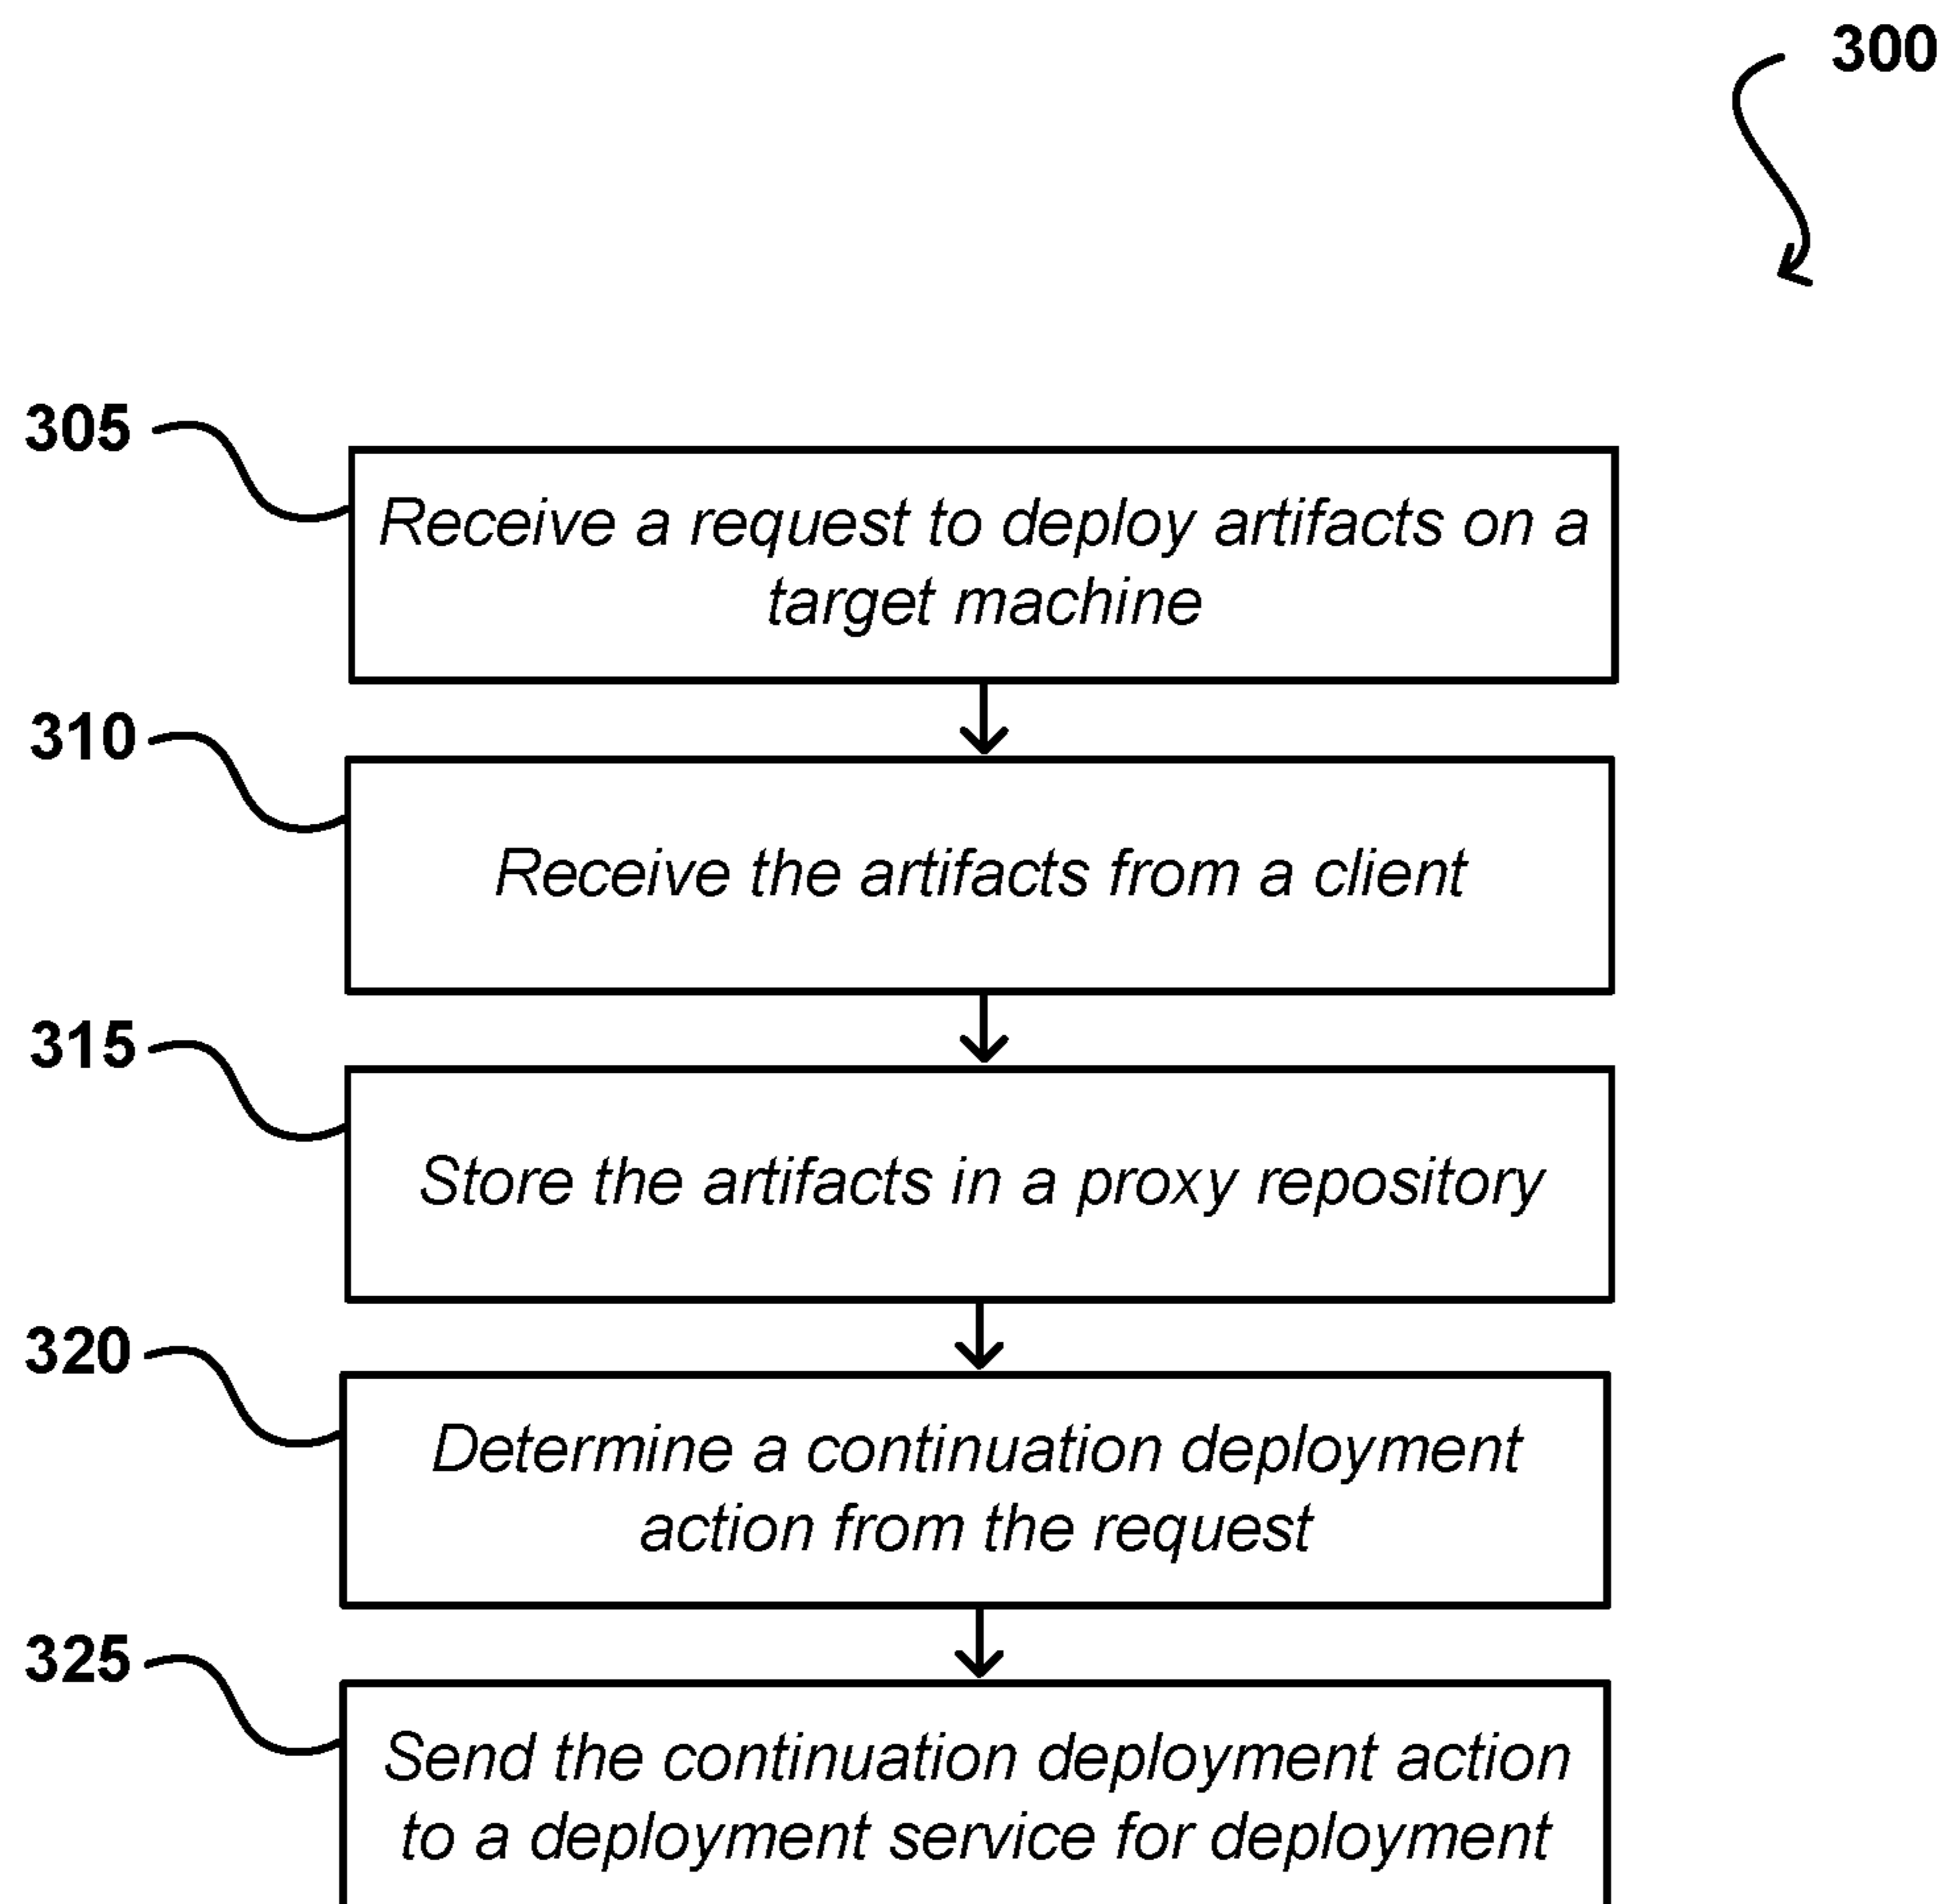 300
305
Receive a request to deploy artifacts on a
target machine
310
Receive the artifacts from a client
315
Store the artifacts in a proxy repository
320
Determine a continuation deployment
action from the request
325
Send the continuation deployment action
to a deployment service for deployment